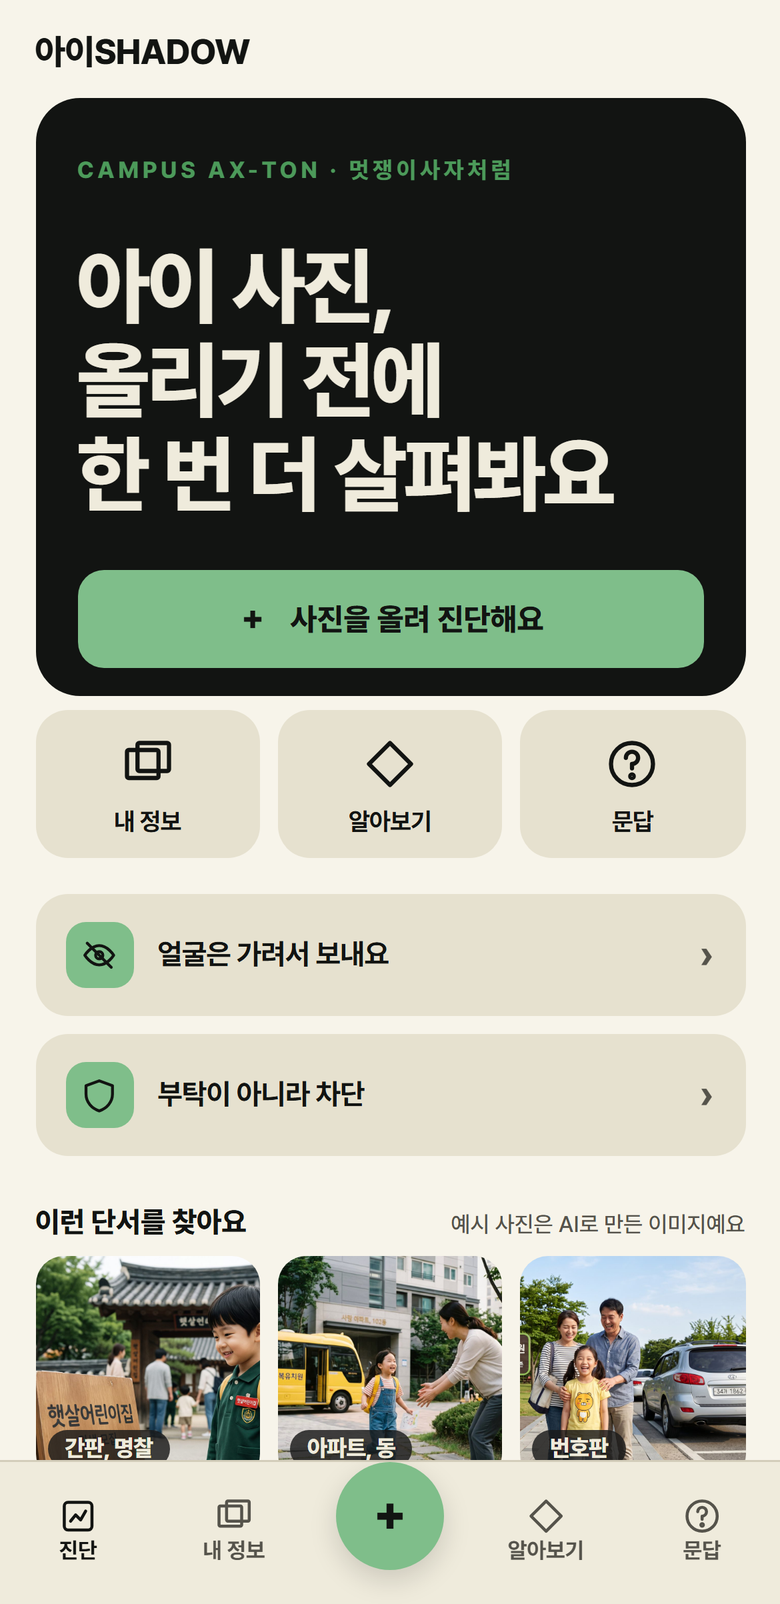 아이SHADOW
CAMPUS AX-TON · 멋쟁이사자처럼
아이 사진,
올리기 전에
한 번 더 살펴봐요
+ 사진을 올려 진단해요
내 정보
알아보기
문답
얼굴은 가려서 보내요
부탁이 아니라 차단
이런 단서를 찾아요
예시 사진은 AI로 만든 이미지예요
햇살어린이집
간판, 명찰
아파트, 동
번호판
진단
내 정보
+
알아보기
문답